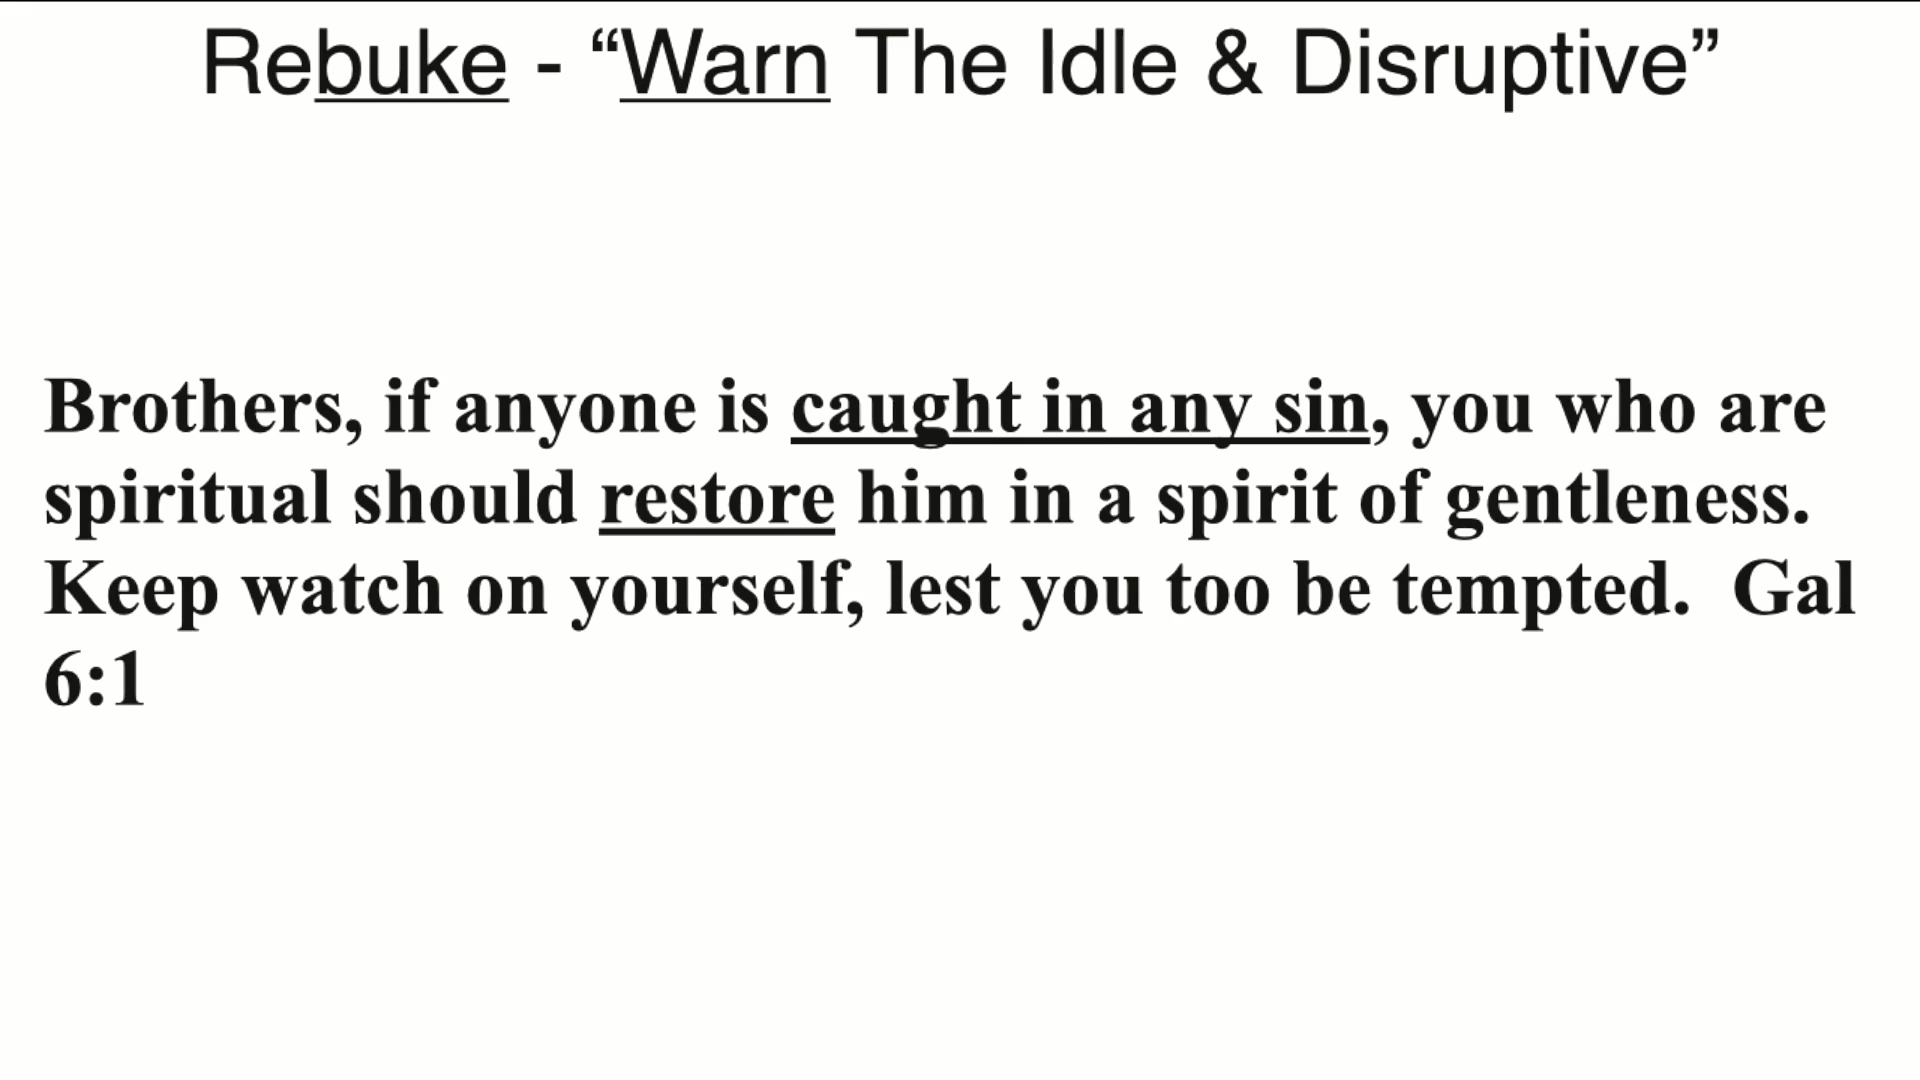 Rebuke - “Warn The Idle & Disruptive”
Brothers, if anyone is caught in any sin, you who are
spiritual should restore him in a spirit of gentleness.
Keep watch on yourself, lest you too be tempted.  Gal
6:1